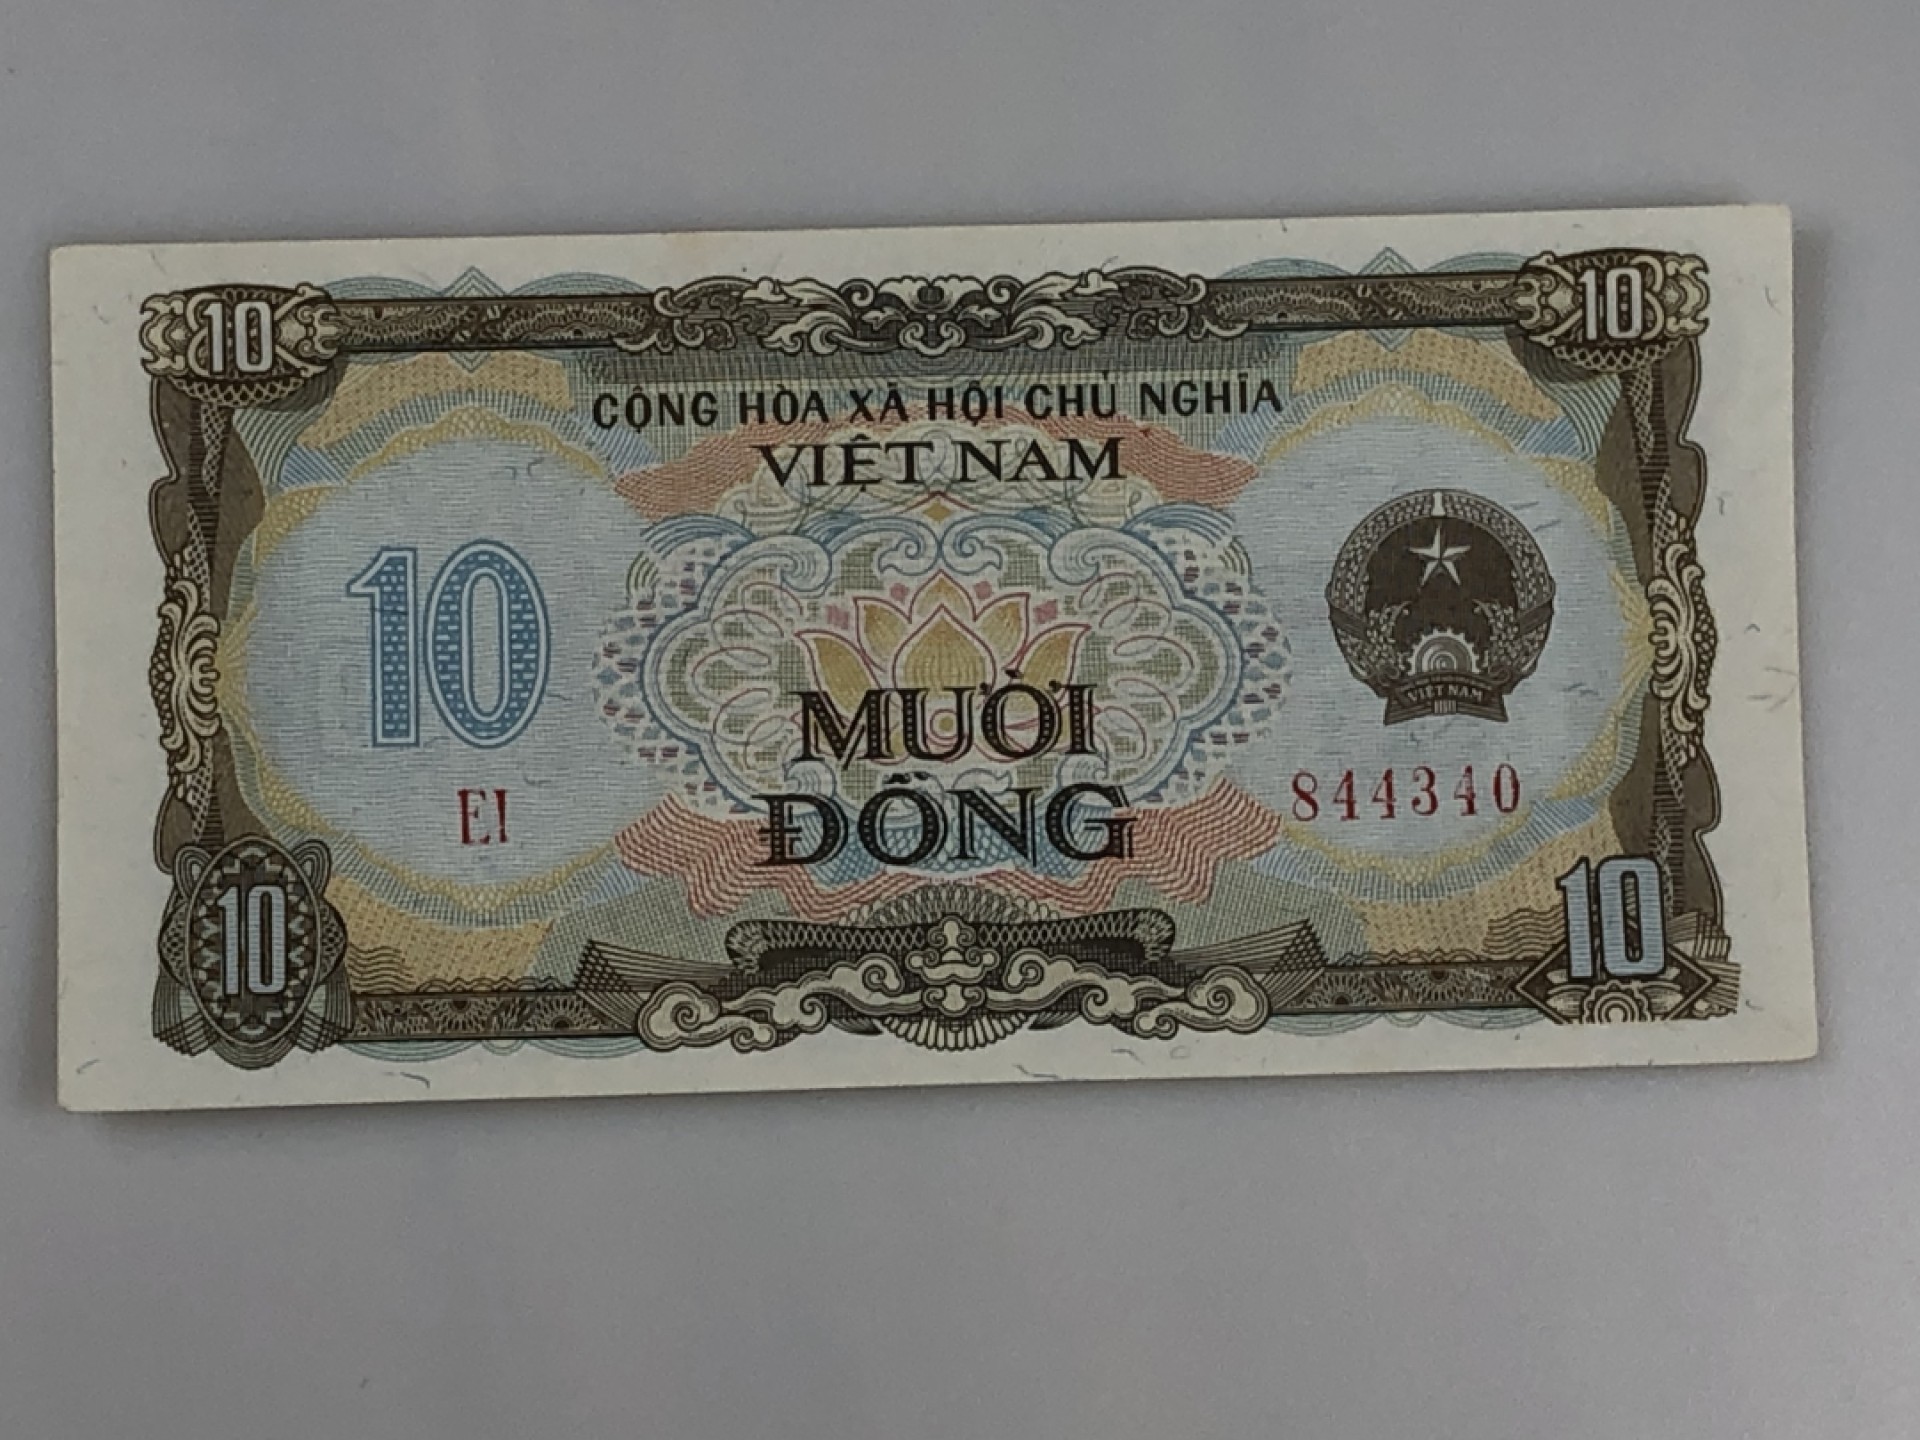 10 10
CỘNG HÒA XÃ HỘI CHỦ NGHĨA
VIỆT NAM
10
VIỆT NAM
MƯỜI
ĐỒNG
EI 844340
10 10